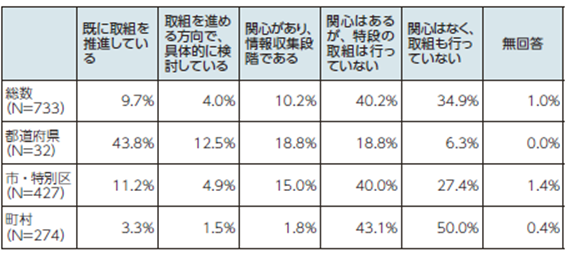 既に取組を
推進してい
る
取組を進め
る方向で、
具体的に検
討している
関心があり、
情報収集段
階である
関心はある
が、特段の
取組は行っ
ていない
関心はなく、
取組も行っ
ていない
無回答
総数
(N=733)
9.7% 4.0% 10.2% 40.2% 34.9% 1.0%
都道府県
(N=32)
43.8% 12.5% 18.8% 18.8% 6.3% 0.0%
市・特別区
(N=427)
11.2% 4.9% 15.0% 40.0% 27.4% 1.4%
町村
(N=274)
3.3% 1.5% 1.8% 43.1% 50.0% 0.4%